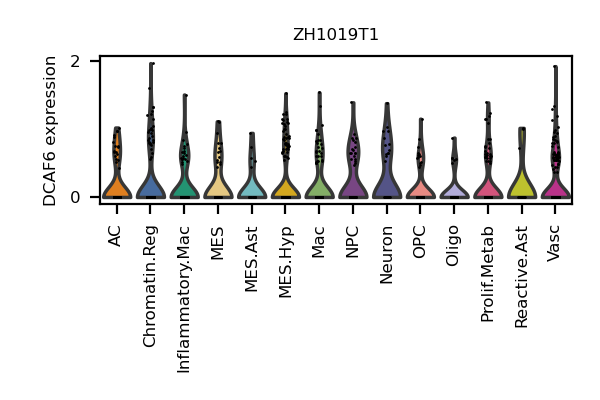 ZH1019T1
DCAF6 expression
2
0
AC
Chromatin.Reg
Inflammatory.Mac
MES
MES.Ast
MES.Hyp
Mac
NPC
Neuron
OPC
Oligo
Prolif.Metab
Reactive.Ast
Vasc